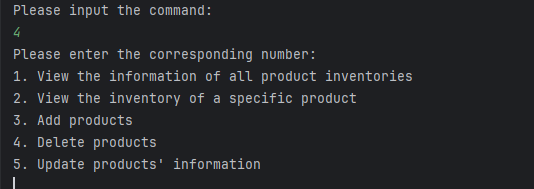 Please input the command:
4
Please enter the corresponding number:
1. View the information of all product inventories
2. View the inventory of a specific product
3. Add products
4. Delete products
5. Update products' information